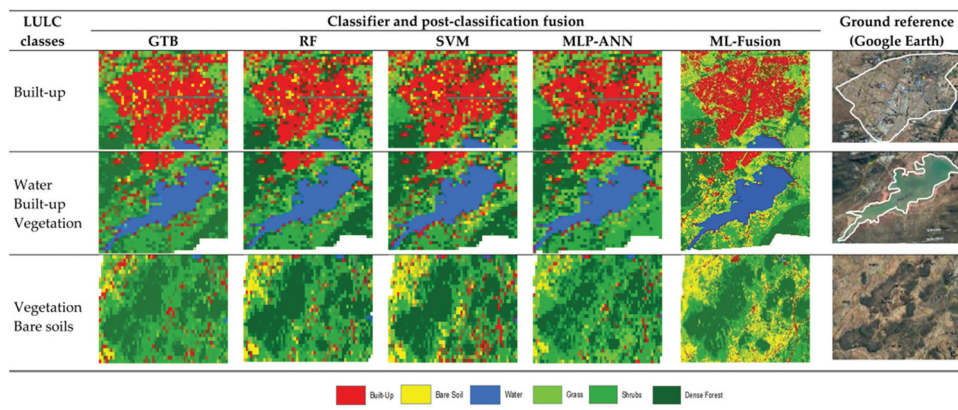 LULC classes
Classifier and post-classification fusion
Ground reference (Google Earth)
GTB RF SVM MLP-ANN ML-Fusion
Built-up
Water
Built-up
Vegetation
Vegetation
Bare soils
Built-Up Bare Soil Water Grass Shrubs Dense Forest